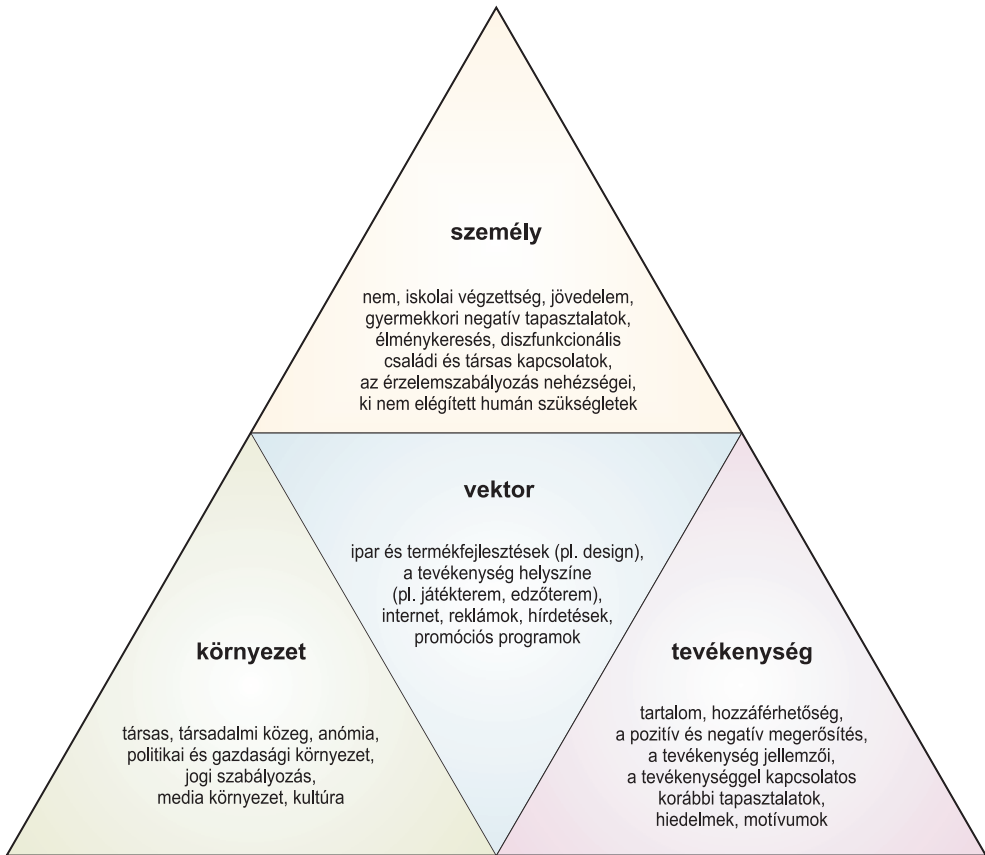 személy
nem, iskolai végzettség, jövedelem,
gyermekkori negatív tapasztalatok,
élménykeresés, diszfunkcionális
családi és társas kapcsolatok,
az érzelemszabályozás nehézségei,
ki nem elégített humán szükségletek
vektor
ipar és termékfejlesztések (pl. design),
a tevékenység helyszíne
(pl. játékterem, edzőterem),
internet, reklámok, hírdetések,
promóciós programok
környezet
társas, társadalmi közeg, anómia,
politikai és gazdasági környezet,
jogi szabályozás,
media környezet, kultúra
tevékenység
tartalom, hozzáférhetőség,
a pozitív és negatív megerősítés,
a tevékenység jellemzői,
a tevékenységgel kapcsolatos
korábbi tapasztalatok,
hiedelmek, motívumok